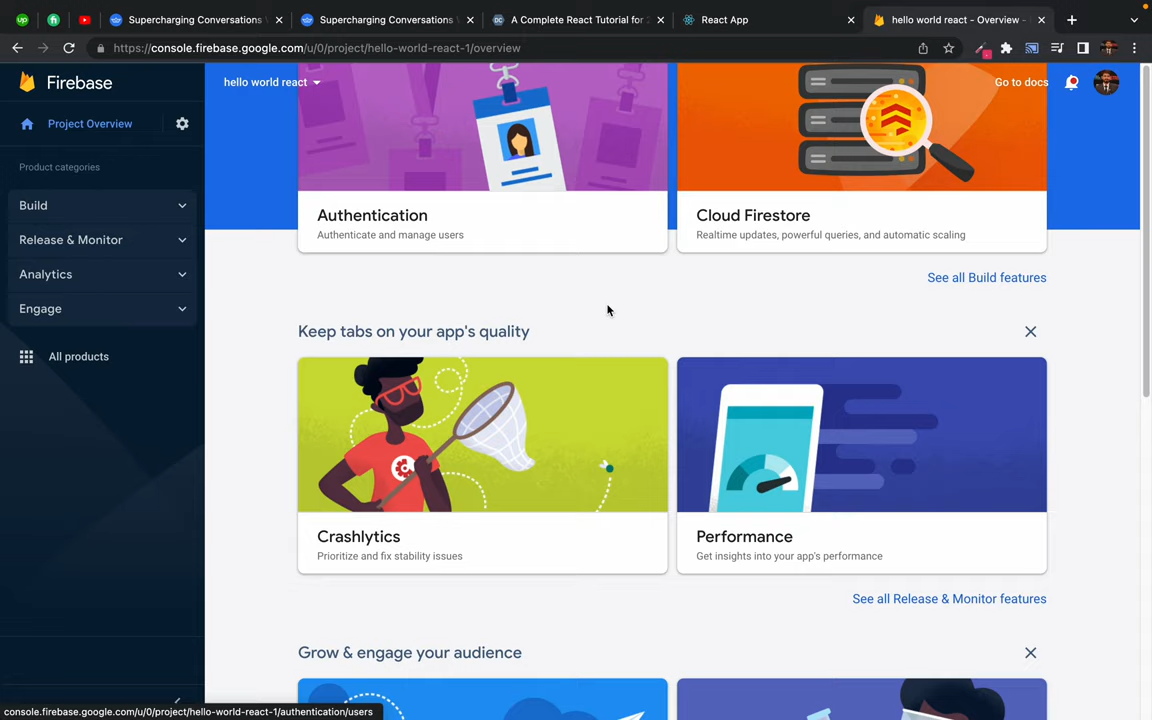 Supercharging Conversations
Supercharging Conversations
A Complete React Tutorial for
React App
hello world react - Overview -
https://console.firebase.google.com/u/0/project/hello-world-react-1/overview
Firebase
hello world react
Go to docs
Project Overview
Product categories
Build
Release & Monitor
Analytics
Engage
All products
Authentication
Authenticate and manage users
Cloud Firestore
Realtime updates, powerful queries, and automatic scaling
See all Build features
Keep tabs on your app's quality
Crashlytics
Prioritize and fix stability issues
Performance
Get insights into your app's performance
See all Release & Monitor features
Grow & engage your audience
console.firebase.google.com/u/0/project/hello-world-react-1/authentication/users